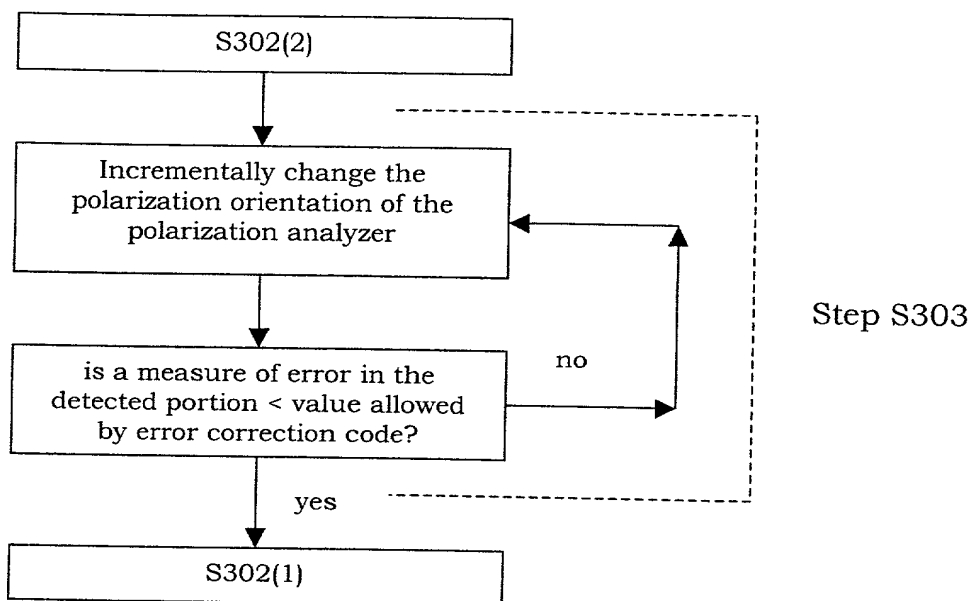 S302(2)
Incrementally change the
polarization orientation of the
polarization analyzer
Step S303
no
is a measure of error in the
detected portion < value allowed
by error correction code?
yes
S302(1)